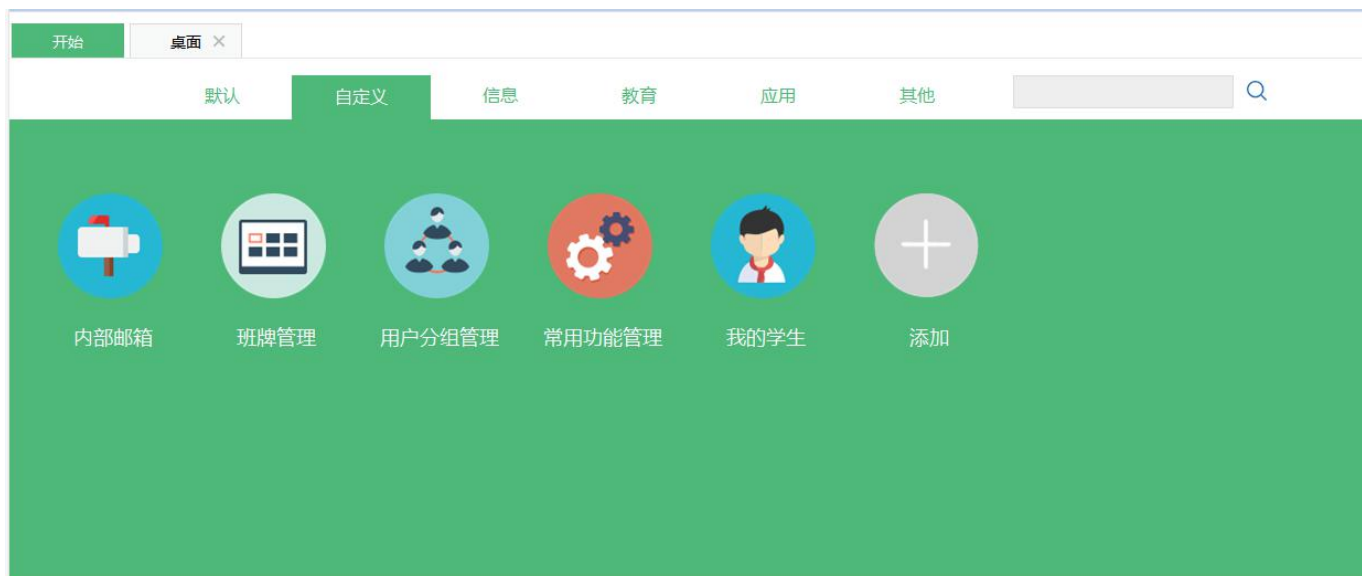 开始 桌面
默认 自定义 信息 教育 应用 其他
内部邮箱 班牌管理 用户分组管理 常用功能管理 我的学生 添加